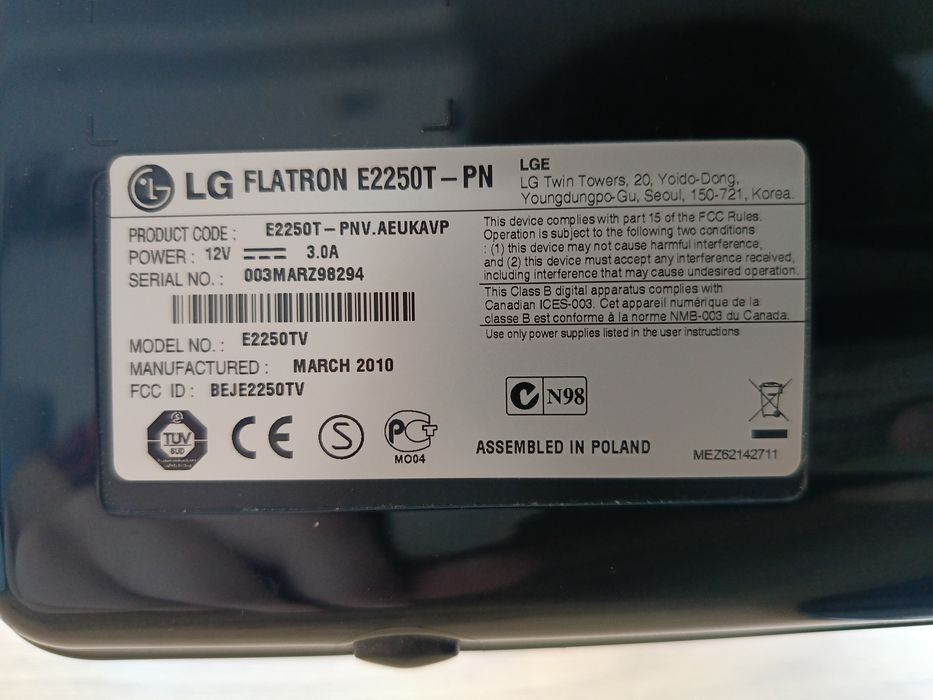 LG FLATRON E2250T-PN
LGE
LG Twin Towers, 20, Yoido-Dong,
Youngdungpo-Gu, Seoul, 150-721, Korea.
PRODUCT CODE : E2250T-PNV.AEUKAVP
POWER : 12V 3.0A
SERIAL NO. : 003MARZ98294
MODEL NO. : E2250TV
MANUFACTURED : MARCH 2010
FCC ID : BEJE2250TV
This device complies with part 15 of the FCC Rules.
Operation is subject to the following two conditions
: (1) this device may not cause harmful interference,
and (2) this device must accept any interference received,
including interference that may cause undesired operation.
This Class B digital apparatus complies with
Canadian ICES-003. Cet appareil numérique de la
classe B est conforme à la norme NMB-003 du Canada.
Use only power supplies listed in the user instructions
TUV
SUD
CE
S
PCT
MO04
N98
ASSEMBLED IN POLAND
MEZ62142711